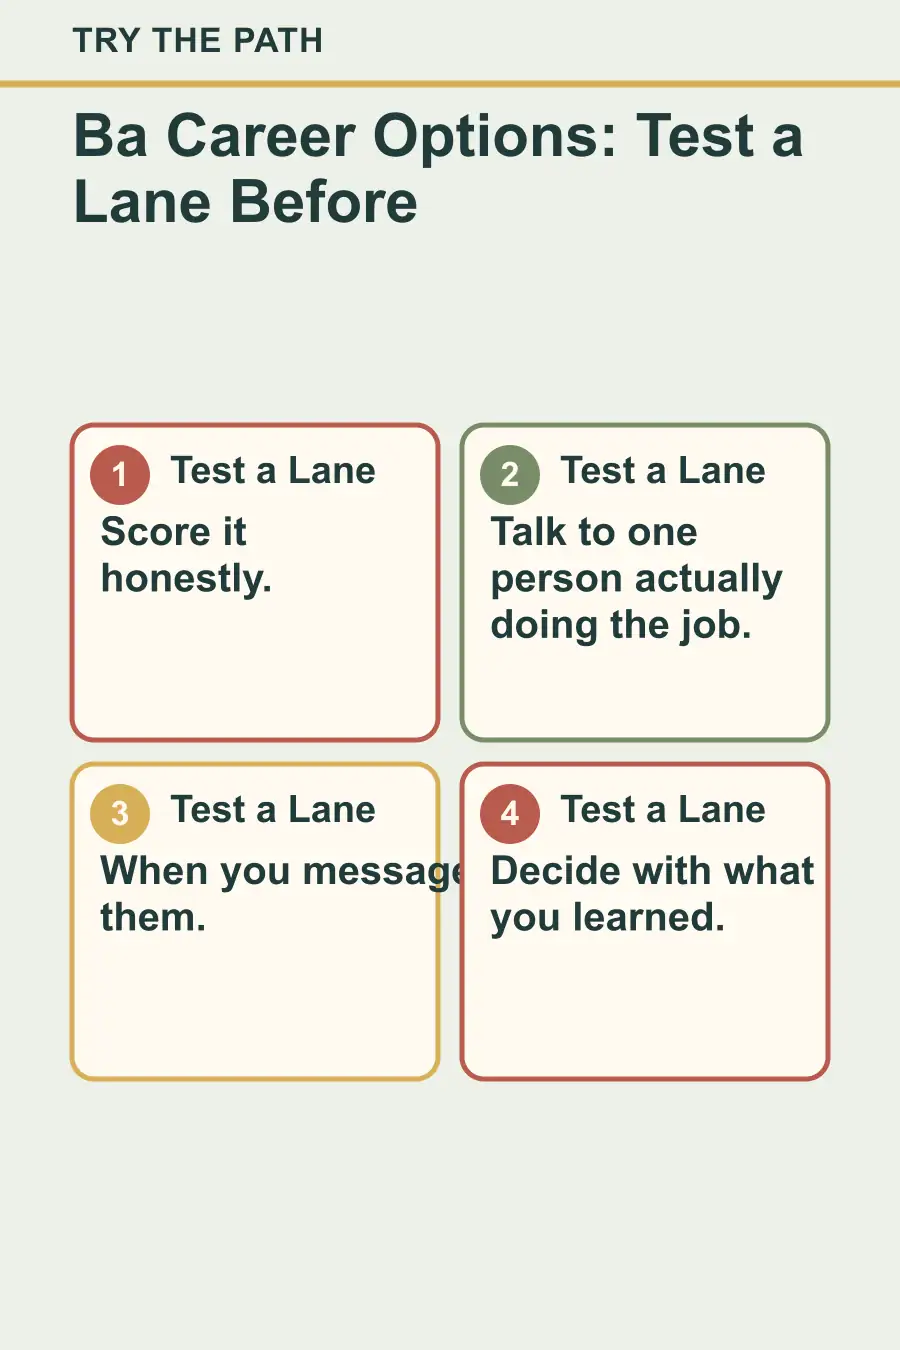 TRY THE PATH
Ba Career Options: Test a
Lane Before
1 Test a Lane
Score it
honestly.
2 Test a Lane
Talk to one
person actually
doing the job.
3 Test a Lane
When you message
them.
4 Test a Lane
Decide with what
you learned.